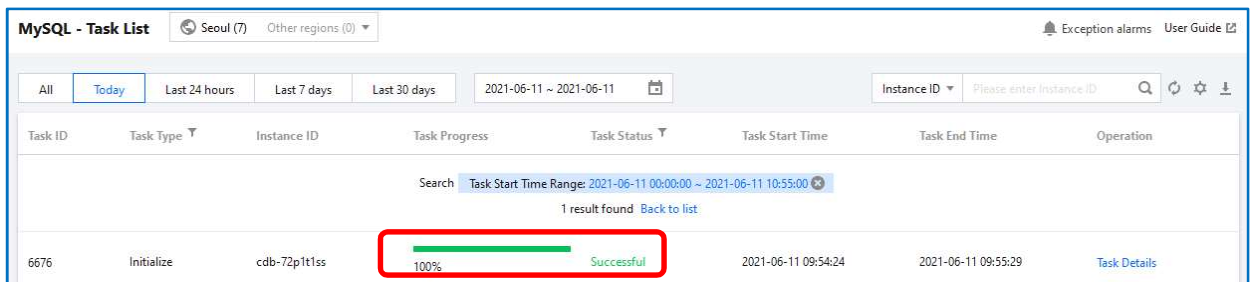 MySQL - Task List Seoul (7) Other regions (0) Exception alarms User Guide
All Today Last 24 hours Last 7 days Last 30 days 2021-06-11 ~ 2021-06-11 Instance ID Please enter Instance ID
Task ID Task Type Instance ID Task Progress Task Status Task Start Time Task End Time Operation
Search Task Start Time Range: 2021-06-11 00:00:00 ~ 2021-06-11 10:55:00
1 result found Back to list
6676 Initialize cdb-72p1t1ss 100% Successful 2021-06-11 09:54:24 2021-06-11 09:55:29 Task Details